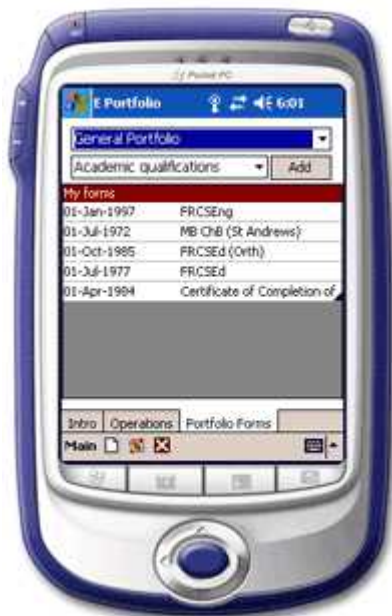 Pocket PC
E Portfolio 6:01
General Portfolio
Academic qualifications Add
My forms
01-Jan-1997 FRCSEng
01-Jul-1972 MB ChB (St Andrews)
01-Oct-1985 FRCSEd (Orth)
01-Jul-1977 FRCSEd
01-Apr-1984 Certificate of Completion of
Intro Operations Portfolio Forms
Main